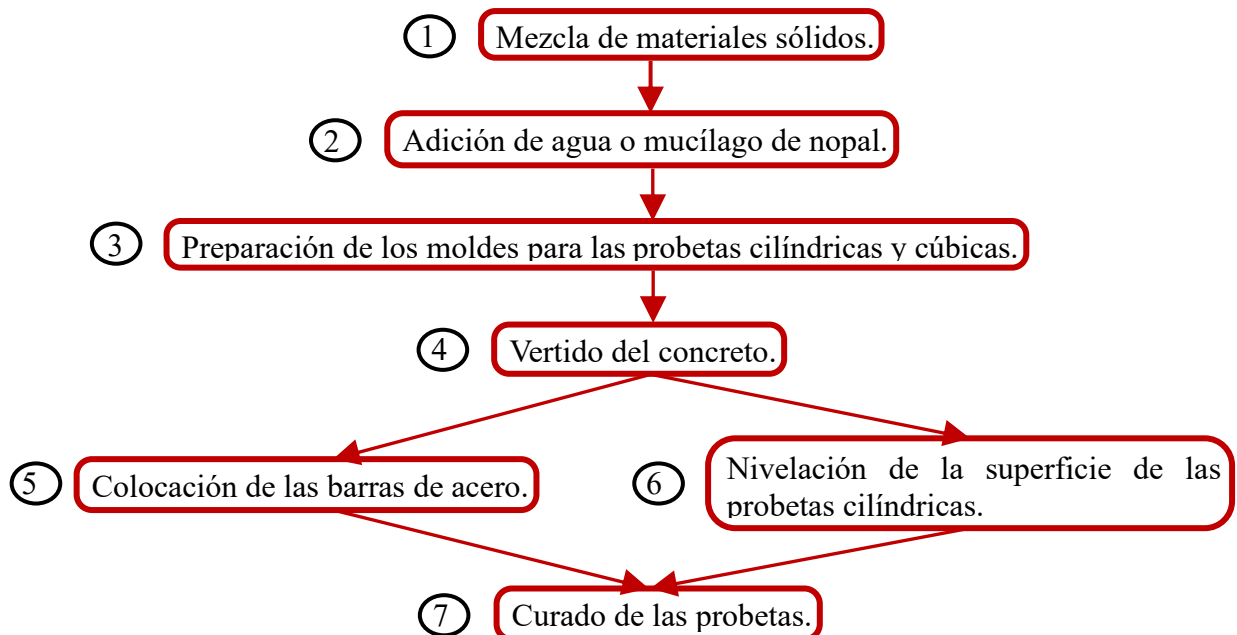 1 Mezcla de materiales sólidos.
2 Adición de agua o mucílago de nopal.
3 Preparación de los moldes para las probetas cilíndricas y cúbicas.
4 Vertido del concreto.
5 Colocación de las barras de acero.
6 Nivelación de la superficie de las
probetas cilíndricas.
7 Curado de las probetas.